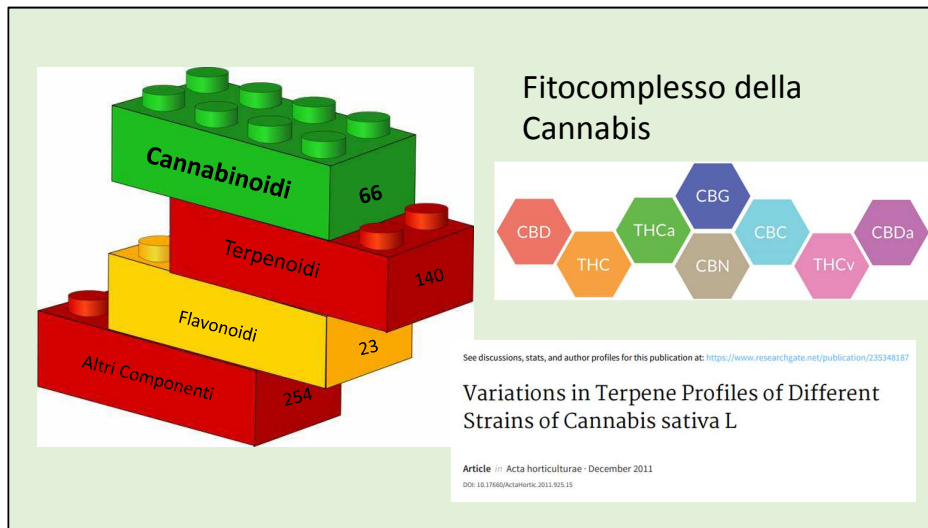 Cannabinoidi
66
Terpenoidi
140
Flavonoidi
23
Altri Componenti
254
Fitocomplesso della
Cannabis
CBD
THC
THCa
CBG
CBN
CBC
THCv
CBDa
See discussions, stats, and author profiles for this publication at: https://www.researchgate.net/publication/235348187
Variations in Terpene Profiles of Different
Strains of Cannabis sativa L
Article in Acta horticulturae · December 2011
DOI: 10.17660/ActaHortic.2011.925.15